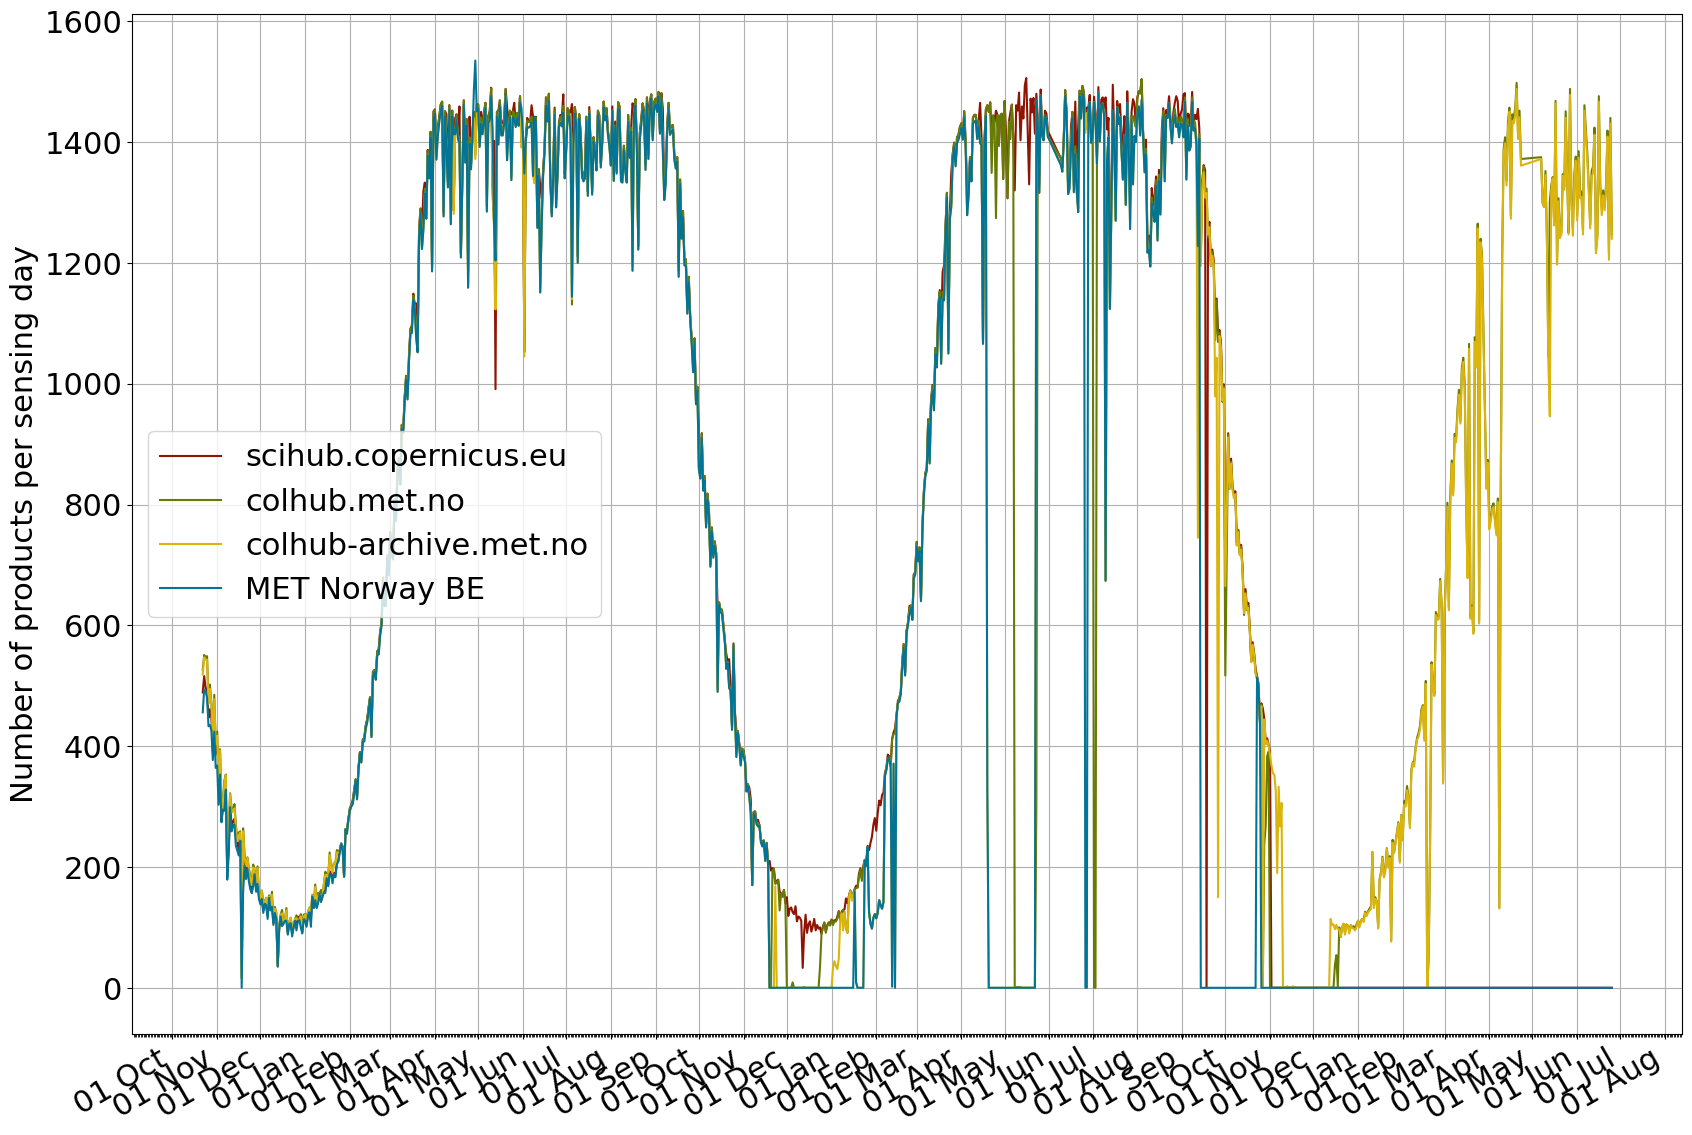 1600
1400
1200
1000
800
600
400
200
0
Number of products per sensing day
scihub.copernicus.eu
colhub.met.no
colhub-archive.met.no
MET Norway BE
01 Oct
01 Nov
01 Dec
01 Jan
01 Feb
01 Mar
01 Apr
01 May
01 Jun
01 Jul
01 Aug
01 Sep
01 Oct
01 Nov
01 Dec
01 Jan
01 Feb
01 Mar
01 Apr
01 May
01 Jun
01 Jul
01 Aug
01 Sep
01 Oct
01 Nov
01 Dec
01 Jan
01 Feb
01 Mar
01 Apr
01 May
01 Jun
01 Jul
01 Aug